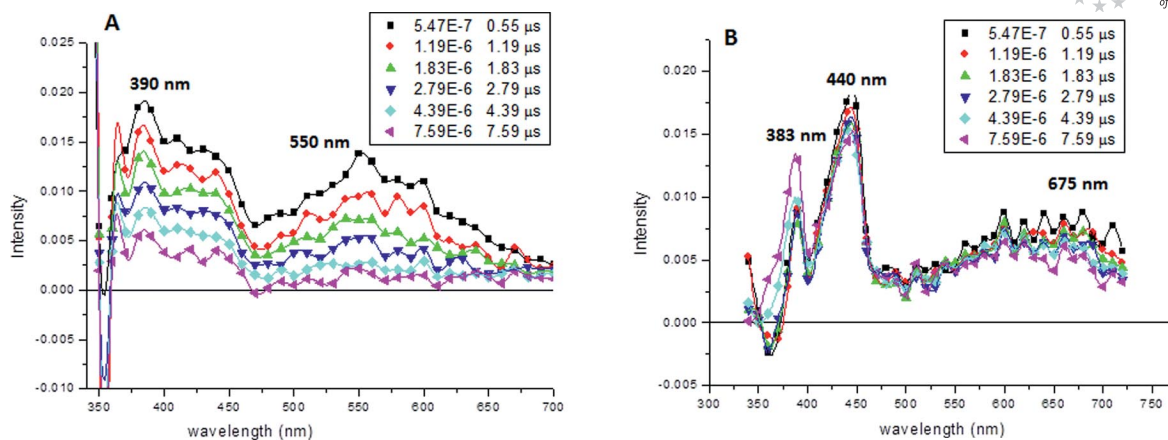 A
390 nm
550 nm
5.47E-7 0.55 µs
1.19E-6 1.19 µs
1.83E-6 1.83 µs
2.79E-6 2.79 µs
4.39E-6 4.39 µs
7.59E-6 7.59 µs
0.025
0.020
0.015
0.010
0.005
0.000
-0.005
-0.010
Intensity
350 400 450 500 550 600 650 700
wavelength (nm)
of
B
383 nm
440 nm
675 nm
5.47E-7 0.55 µs
1.19E-6 1.19 µs
1.83E-6 1.83 µs
2.79E-6 2.79 µs
4.39E-6 4.39 µs
7.59E-6 7.59 µs
0.020
0.015
0.010
0.005
0.000
-0.005
Intensity
300 350 400 450 500 550 600 650 700 750
wavelength (nm)